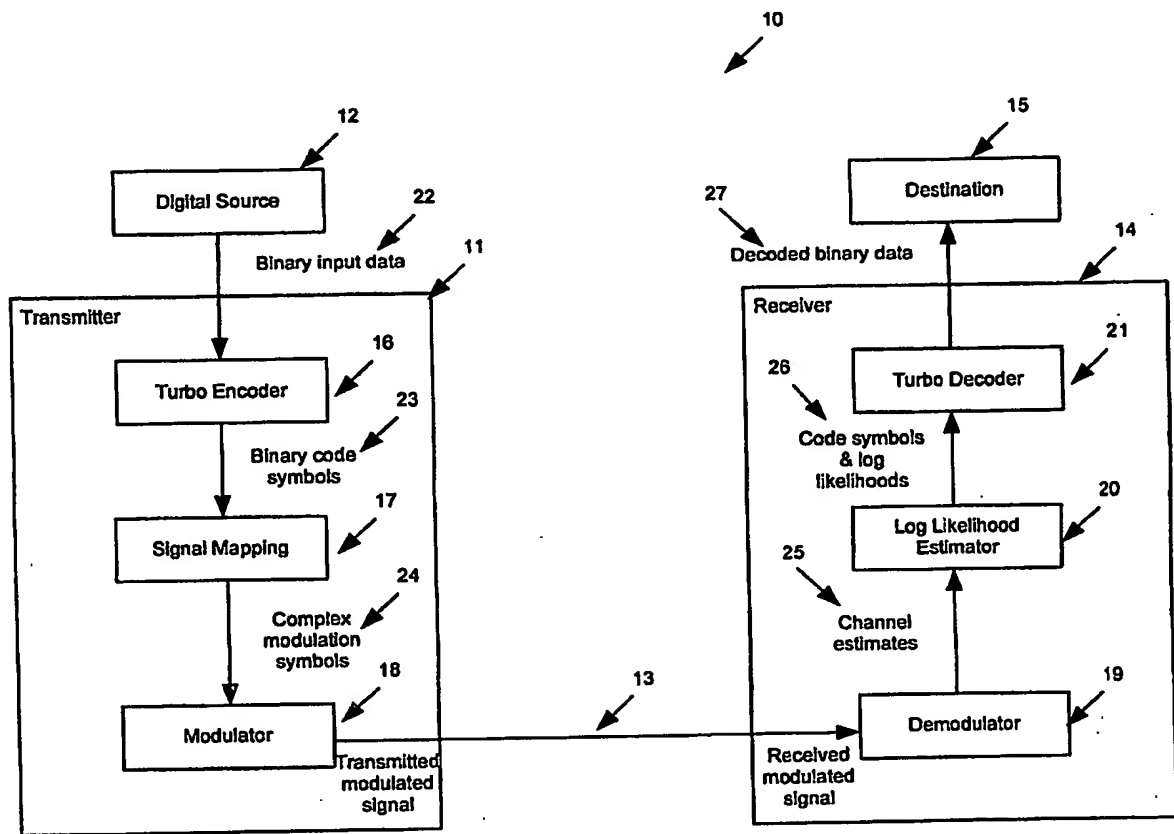 10
12
15
Digital Source
Destination
22
27
Binary input data
Decoded binary data
11
14
Transmitter
Receiver
16
Turbo Encoder
21
Turbo Decoder
23
26
Binary code
symbols
Code symbols
& log
likelihoods
17
Signal Mapping
20
Log Likelihood
Estimator
24
25
Complex
modulation
symbols
Channel
estimates
18
13
19
Modulator
Demodulator
Transmitted
modulated
signal
Received
modulated
signal